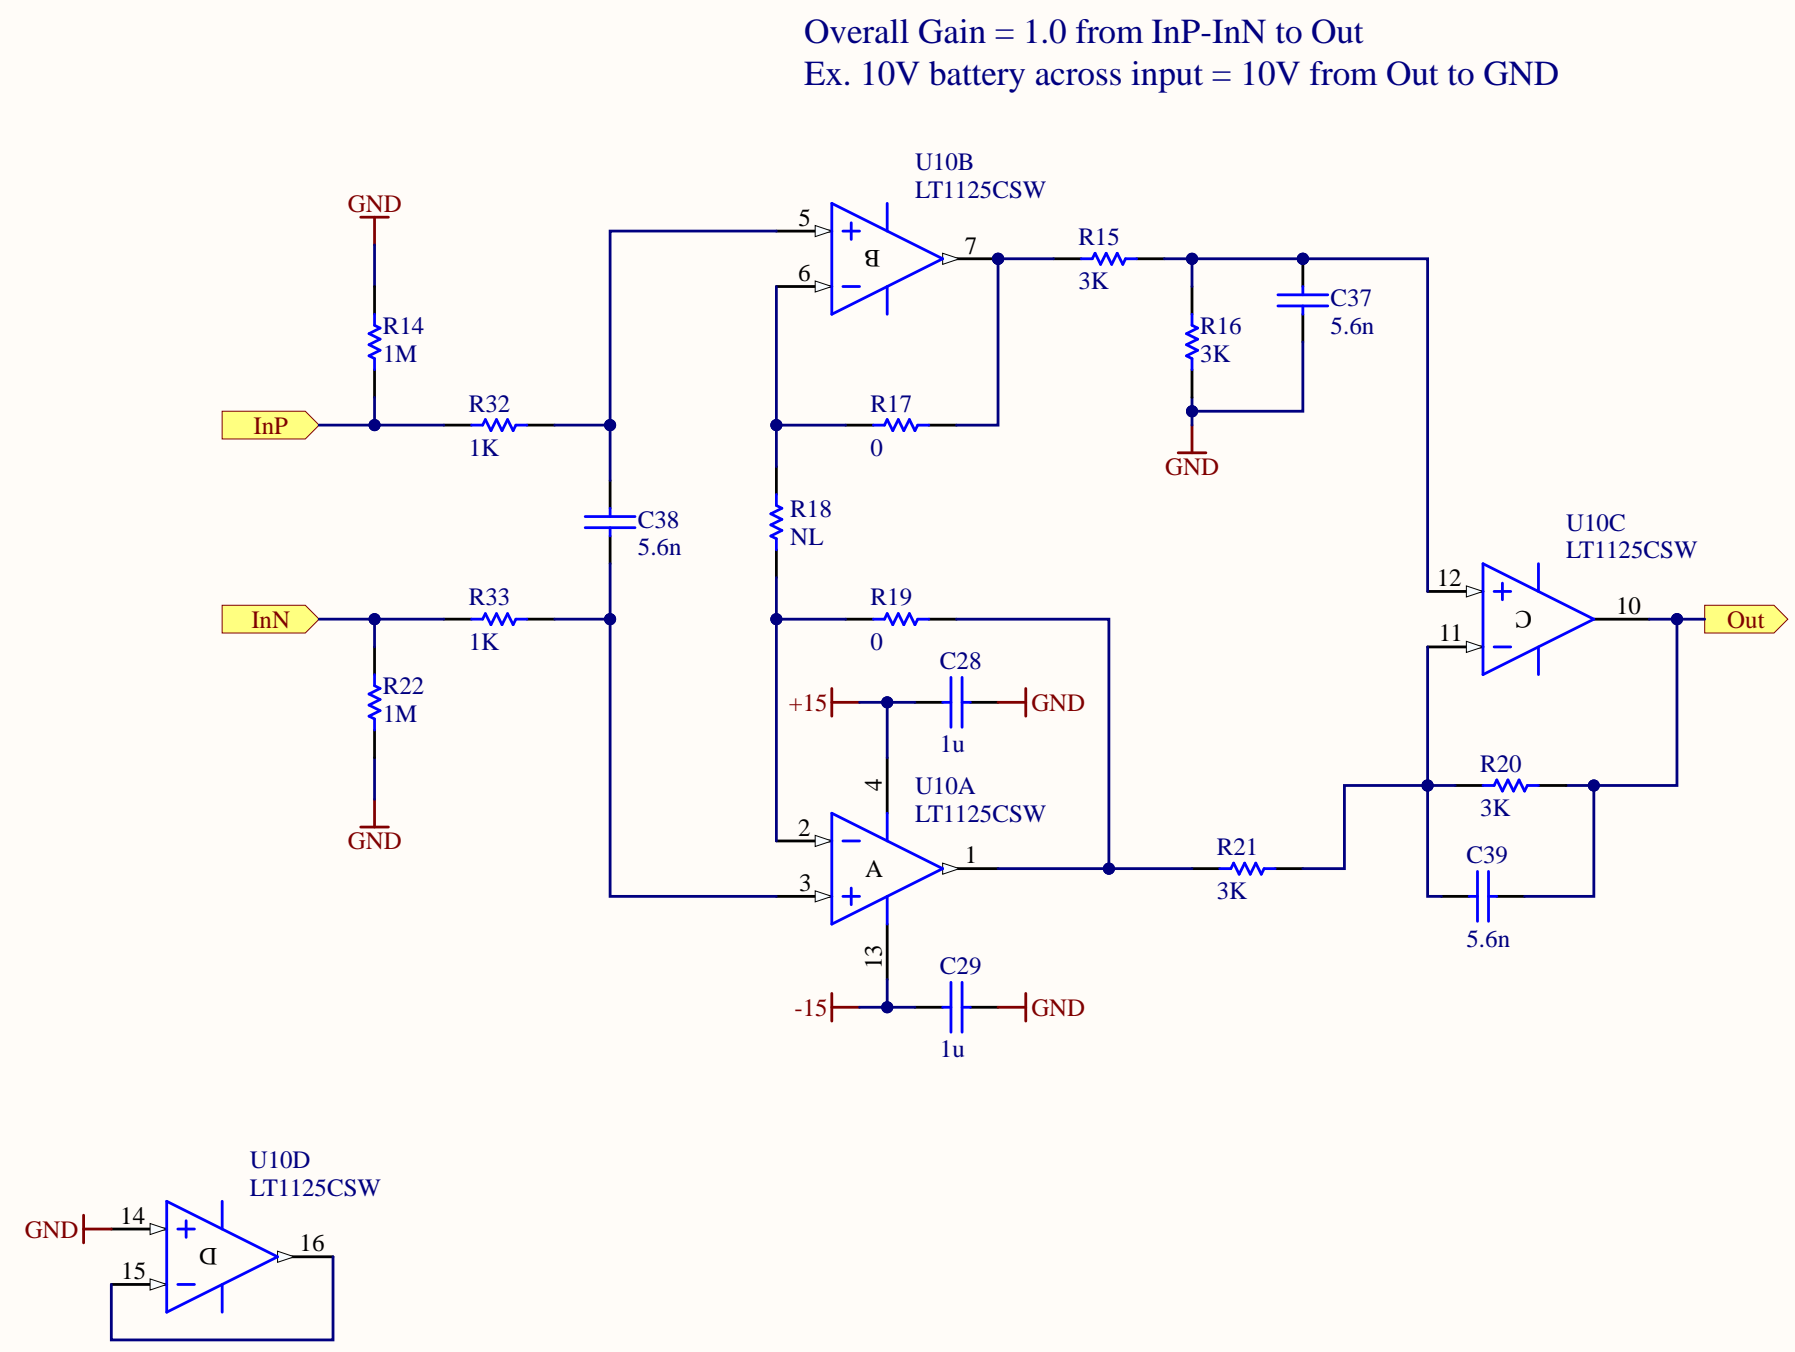 Overall Gain = 1.0 from InP-InN to Out
Ex. 10V battery across input = 10V from Out to GND
U10B
LT1125CSW
5
+
B
6
−
7
GND
R14
1M
InP
R32
1K
R15
3K
R16
3K
C37
5.6n
GND
R17
0
C38
5.6n
R18
NL
InN
R33
1K
R22
1M
GND
R19
0
+15
C28
1u
GND
4
U10A
LT1125CSW
2
−
A
3
+
1
13
-15
C29
1u
GND
R21
3K
U10C
LT1125CSW
12
+
C
11
−
10
Out
R20
3K
C39
5.6n
U10D
LT1125CSW
GND
14
+
D
15
−
16